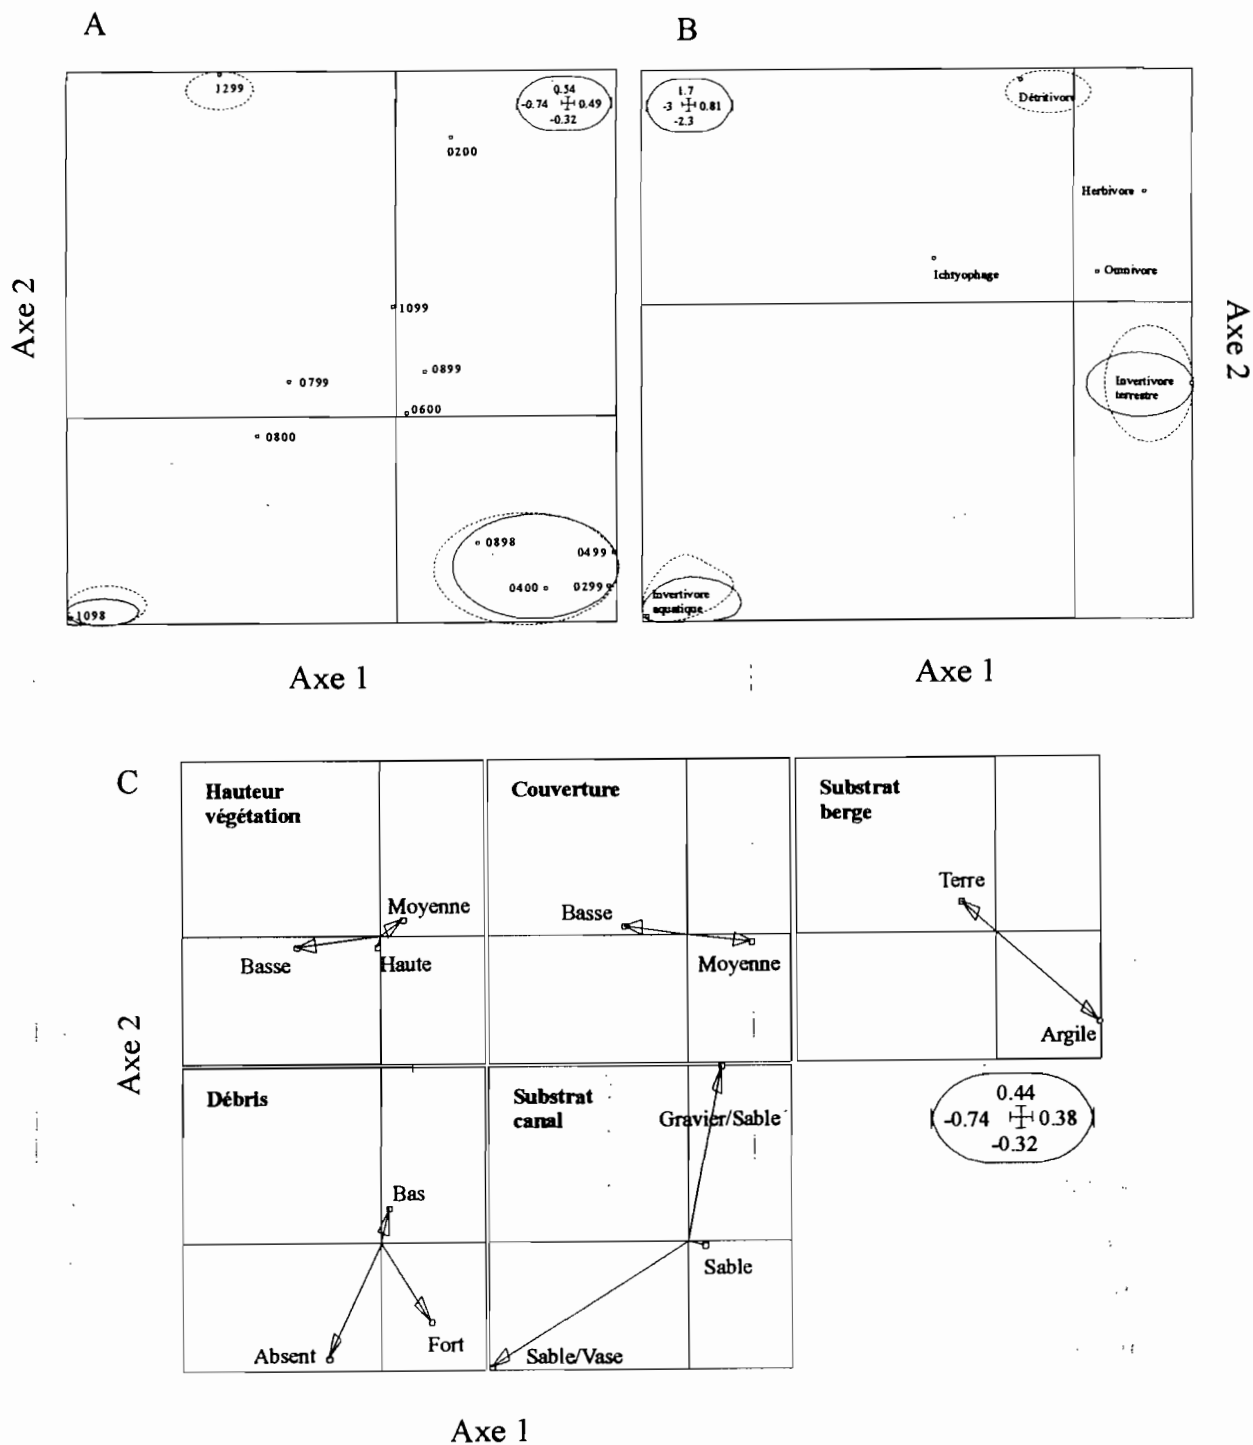 A
B
1299
0.54
-0.74 0.49
-0.32
0200
1099
0899
0799
0600
0800
0898
0499
0400
0299
1098
Axe 2
Axe 1
1.7
-3 0.81
-2.3
Détritivore
Herbivore
Ichtyophage
Omnivore
Invertivore
terrestre
Invertivore
aquatique
Axe 2
Axe 1
C
Hauteur
végétation
Moyenne
Basse
Haute
Couverture
Basse
Moyenne
Substrat
berge
Terre
Argile
Axe 2
Débris
Bas
Absent
Fort
Substrat
canal
Gravier/Sable
Sable
Sable/Vase
0.44
-0.74 0.38
-0.32
Axe 1